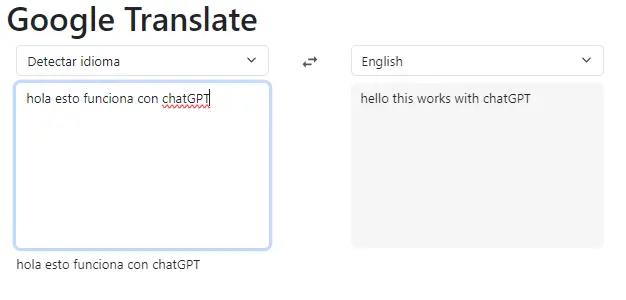 Google Translate
Detectar idioma
English
hola esto funciona con chatGPT
hello this works with chatGPT
hola esto funciona con chatGPT